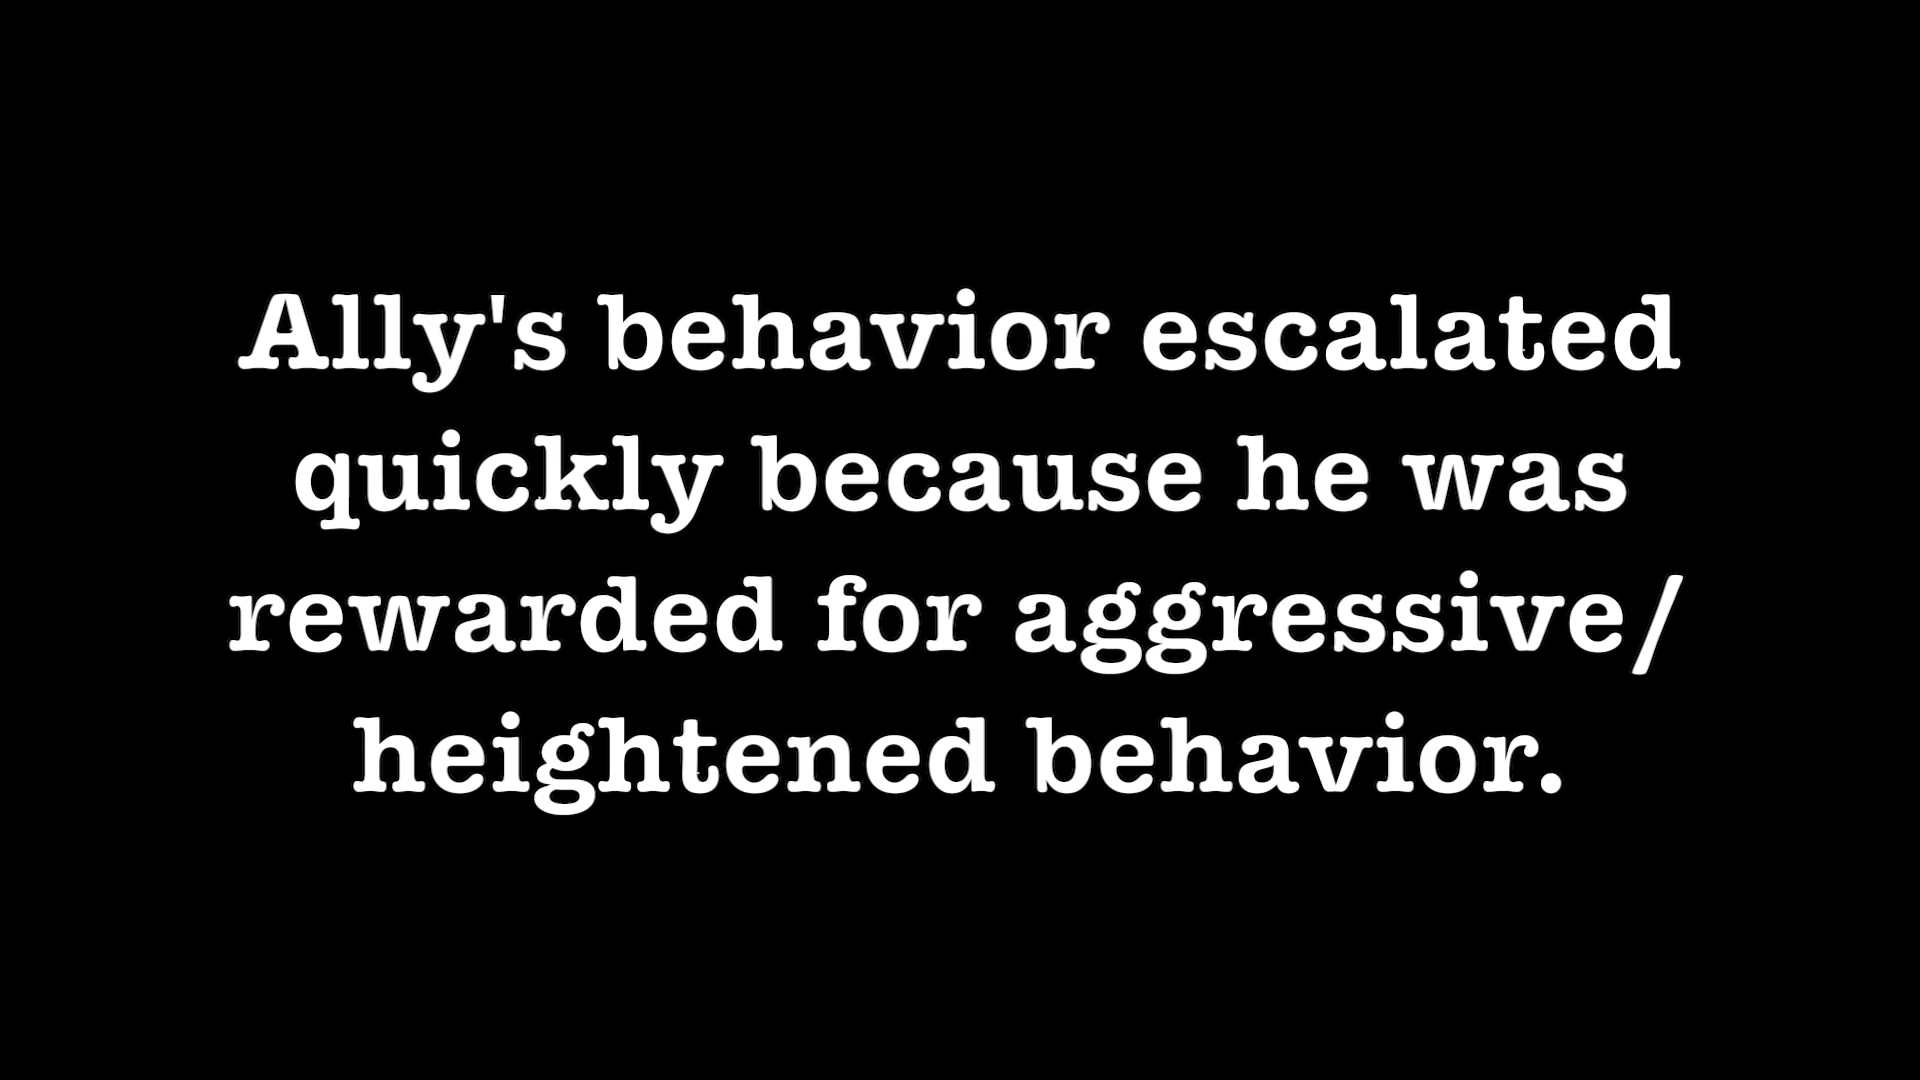 Ally's behavior escalated
quickly because he was
rewarded for aggressive/
heightened behavior.